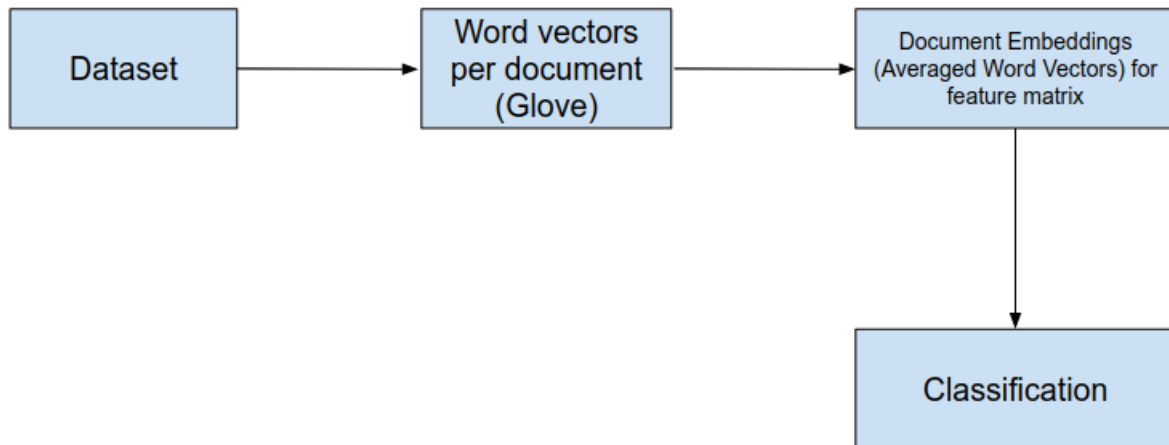 Dataset
Word vectors
per document
(Glove)
Document Embeddings
(Averaged Word Vectors) for
feature matrix
Classification